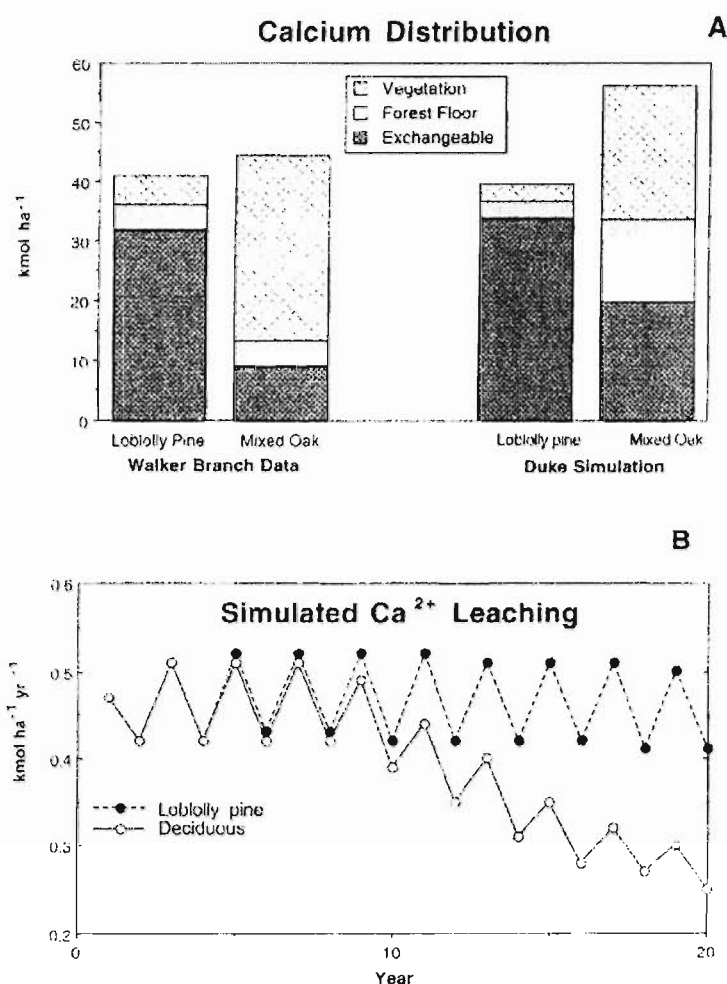 Calcium Distribution
A
60
50
40
30
20
10
0
kmol ha⁻¹
Vegetation
Forest Floor
Exchangeable
Loblolly Pine Mixed Oak Loblolly pine Mixed Oak
Walker Branch Data Duke Simulation
B
Simulated Ca²⁺ Leaching
0.6
0.5
0.4
0.3
0.2
kmol ha⁻¹ yr⁻¹
Loblolly pine
Deciduous
0 10 20
Year